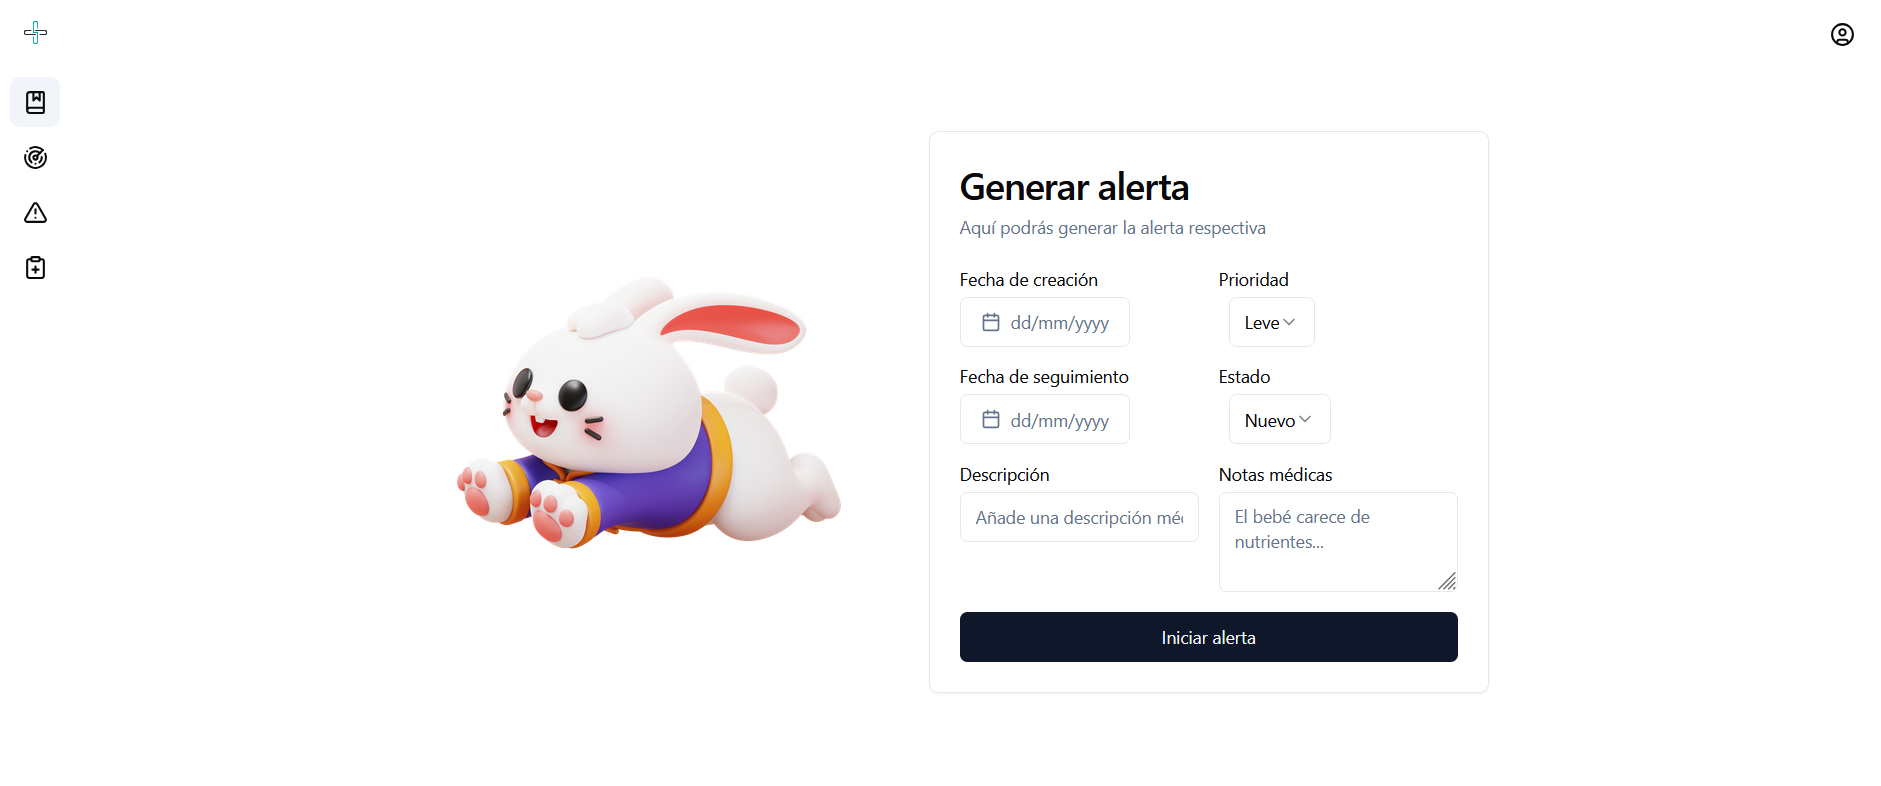 Generar alerta
Aquí podrás generar la alerta respectiva
Fecha de creación
Prioridad
dd/mm/yyyy
Leve
Fecha de seguimiento
Estado
dd/mm/yyyy
Nuevo
Descripción
Notas médicas
Añade una descripción
El bebé carece de
nutrientes...
Iniciar alerta